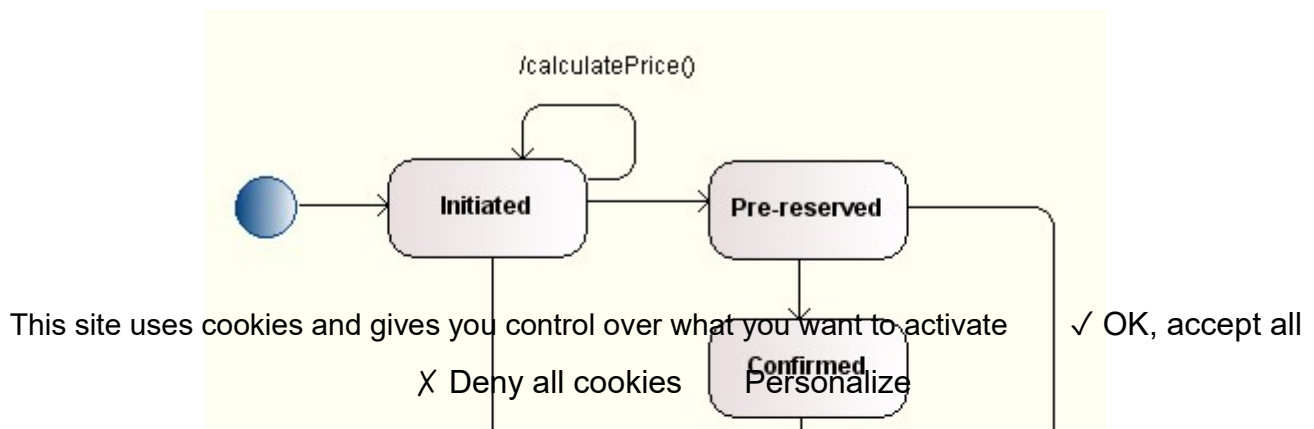 /calculatePrice()
Initiated
Pre-reserved
This site uses cookies and gives you control over what you want to activate
✓ OK, accept all
Confirmed
✗ Deny all cookies
Personalize